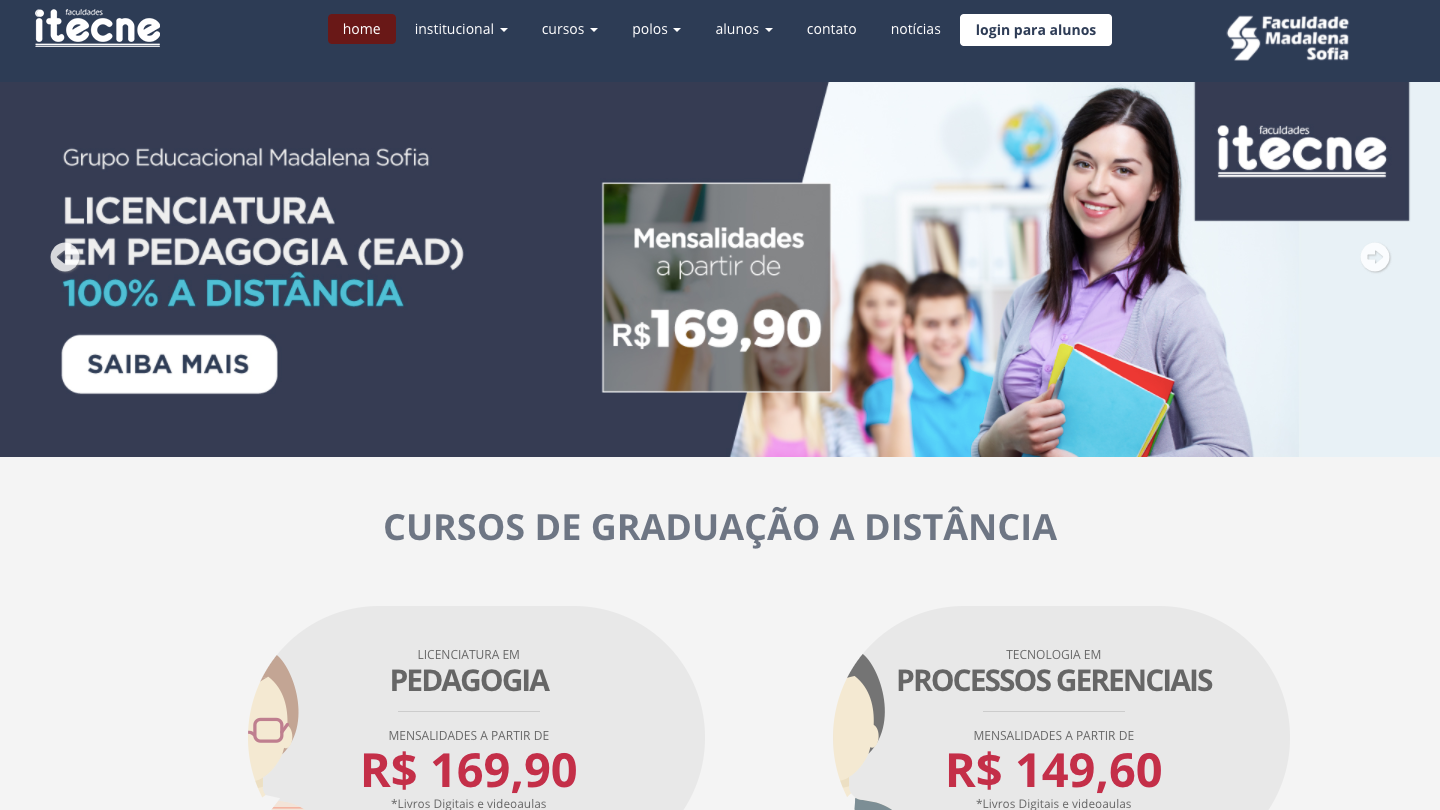 faculdades
itecne
home
institucional
cursos
polos
alunos
contato
notícias
login para alunos
Faculdade
Madalena
Sofia
Grupo Educacional Madalena Sofia
LICENCIATURA
EM PEDAGOGIA (EAD)
100% A DISTÂNCIA
SAIBA MAIS
Mensalidades
a partir de
R$169,90
faculdades
itecne
CURSOS DE GRADUAÇÃO A DISTÂNCIA
LICENCIATURA EM
PEDAGOGIA
MENSALIDADES A PARTIR DE
R$ 169,90
*Livros Digitais e videoaulas
TECNOLOGIA EM
PROCESSOS GERENCIAIS
MENSALIDADES A PARTIR DE
R$ 149,60
*Livros Digitais e videoaulas